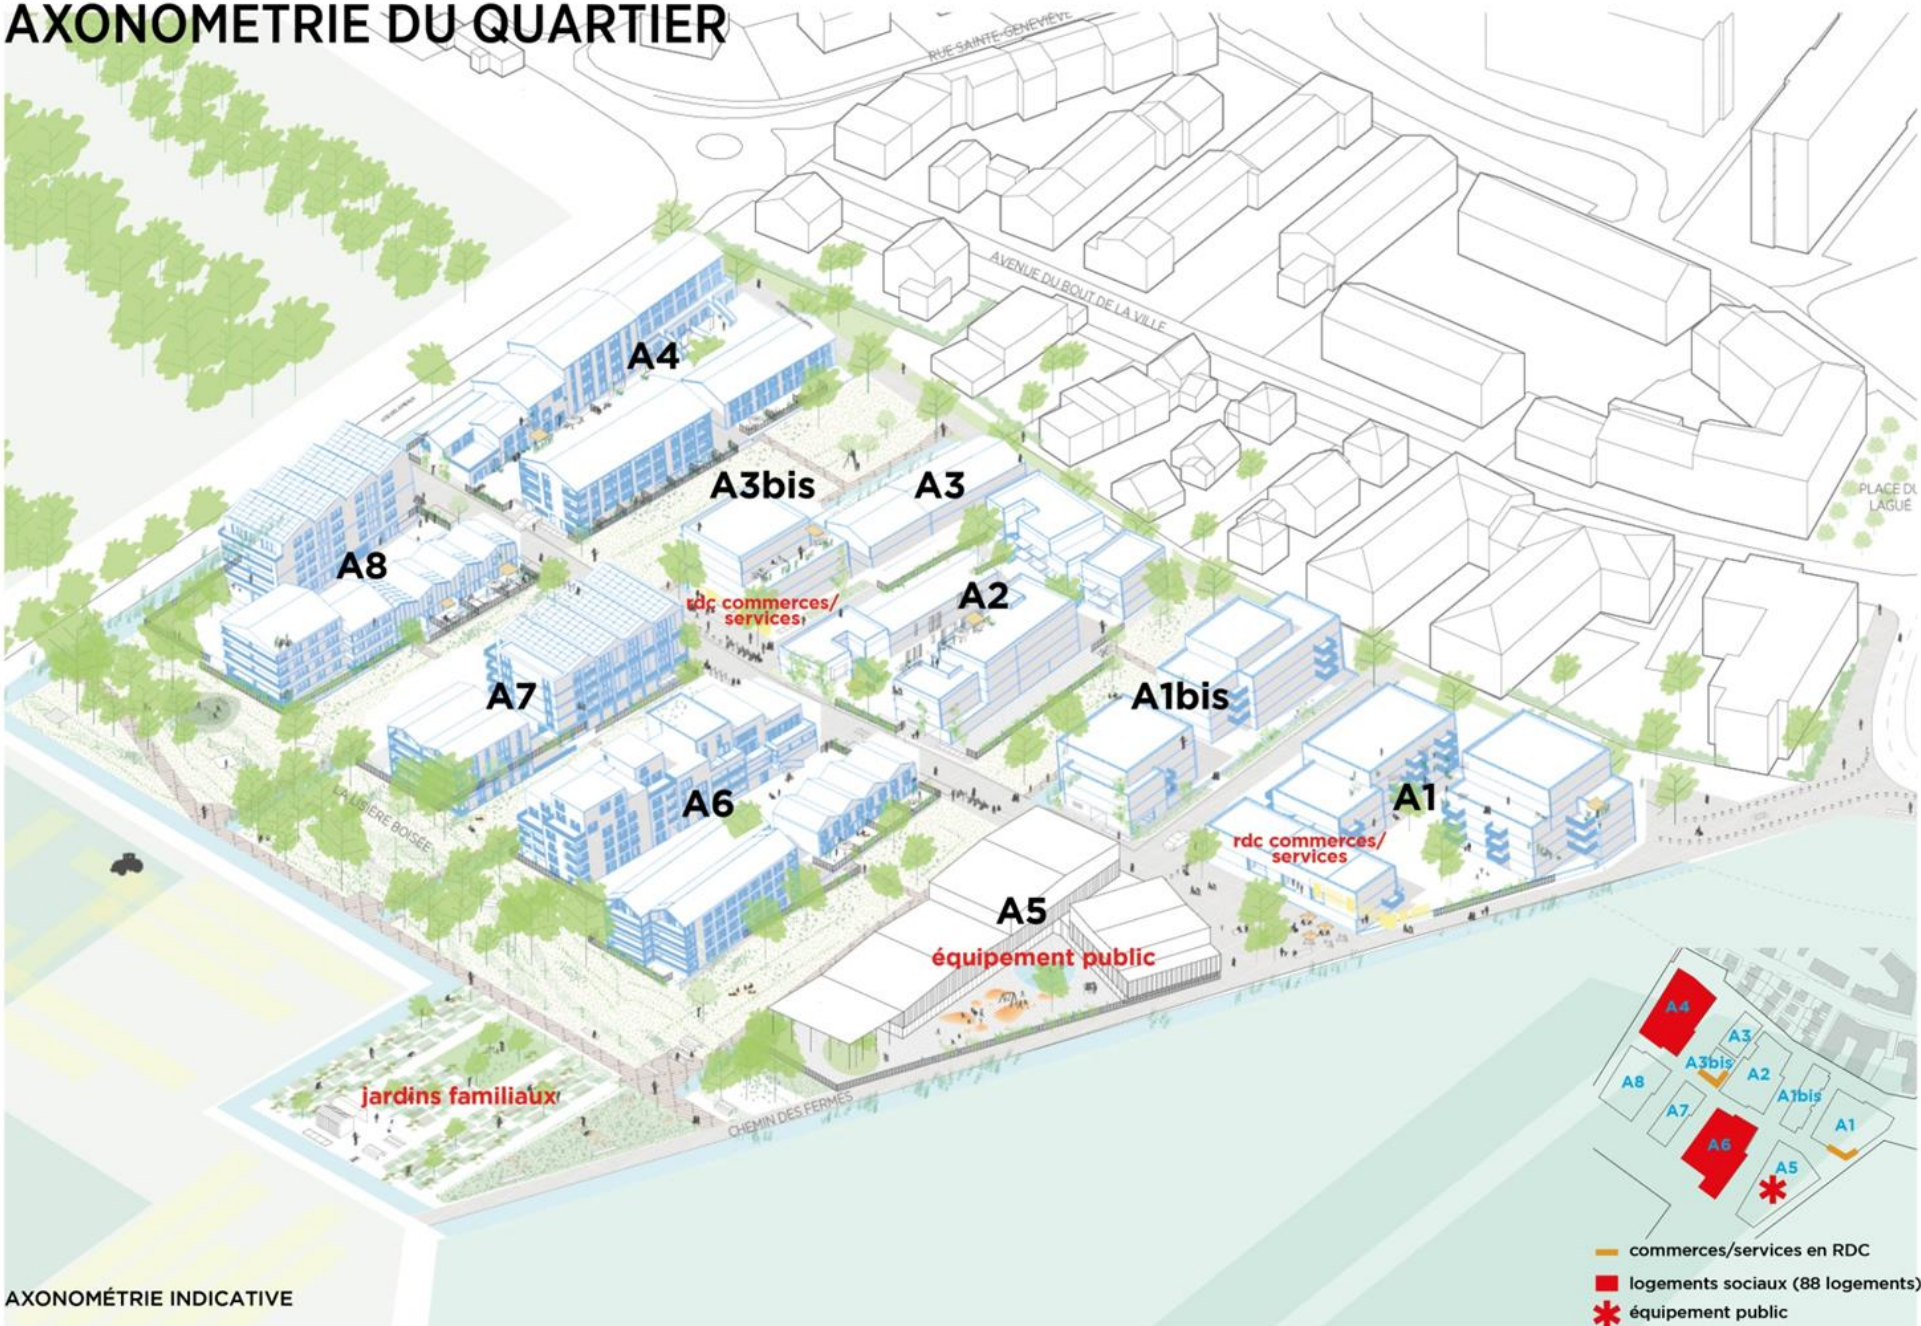 AXONOMETRIE DU QUARTIER
RUE SAINTE-GENEVIÈVE
AVENUE DU BOUT DE LA VILLE
A4
A3bis
A3
PLACE DU
LAGUÉ
A8
A2
rdc commerces/
services
A7
A1bis
LA LISIÈRE BOISÉE
A6
A1
rdc commerces/
services
A5
équipement public
jardins familiaux
CHEMIN DES FERMES
A4
A3
A3bis
A8
A2
A7
A1bis
A1
A6
A5
commerces/services en RDC
logements sociaux (88 logements)
équipement public
AXONOMÉTRIE INDICATIVE